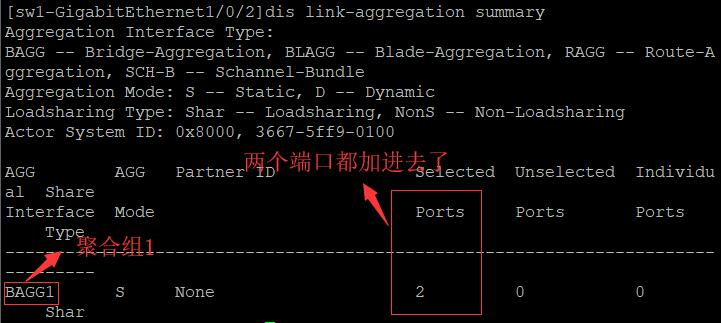 [sw1-GigabitEthernet1/0/2]dis link-aggregation summary
Aggregation Interface Type:
BAGG -- Bridge-Aggregation, BLAGG -- Blade-Aggregation, RAGG -- Route-A
ggregation, SCH-B -- Schannel-Bundle
Aggregation Mode: S -- Static, D -- Dynamic
Loadsharing Type: Shar -- Loadsharing, NonS -- Non-Loadsharing
Actor System ID: 0x8000, 3667-5ff9-0100
两个端口都加进去了
AGG AGG Partner ID Selected Unselected Individu
al Share
Interface Mode Ports Ports Ports
Type
聚合组1
-----------------------------------------------------------------------
---------
BAGG1 S None 2 0 0
Shar